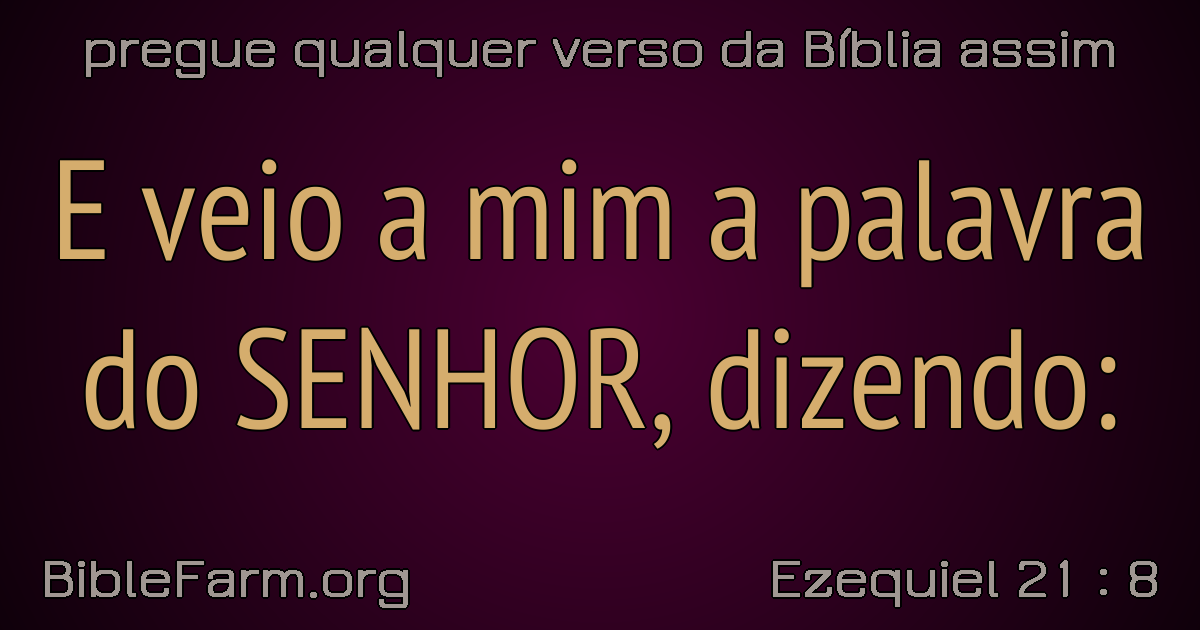 pregue qualquer verso da Bíblia assim
E veio a mim a palavra
do SENHOR, dizendo:
BibleFarm.org
Ezequiel 21 : 8